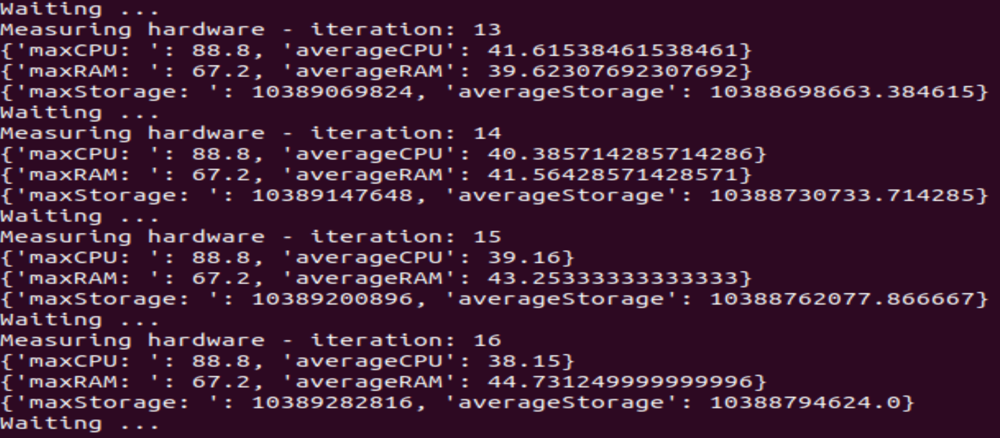 Waiting ...
Measuring hardware - iteration: 13
{'maxCPU: ': 88.8, 'averageCPU': 41.61538461538461}
{'maxRAM: ': 67.2, 'averageRAM': 39.62307692307692}
{'maxStorage: ': 10389069824, 'averageStorage': 10388698663.384615}
Waiting ...
Measuring hardware - iteration: 14
{'maxCPU: ': 88.8, 'averageCPU': 40.385714285714286}
{'maxRAM: ': 67.2, 'averageRAM': 41.56428571428571}
{'maxStorage: ': 10389147648, 'averageStorage': 10388730733.714285}
Waiting ...
Measuring hardware - iteration: 15
{'maxCPU: ': 88.8, 'averageCPU': 39.16}
{'maxRAM: ': 67.2, 'averageRAM': 43.25333333333333}
{'maxStorage: ': 10389200896, 'averageStorage': 10388762077.866667}
Waiting ...
Measuring hardware - iteration: 16
{'maxCPU: ': 88.8, 'averageCPU': 38.15}
{'maxRAM: ': 67.2, 'averageRAM': 44.731249999999996}
{'maxStorage: ': 10389282816, 'averageStorage': 10388794624.0}
Waiting ...